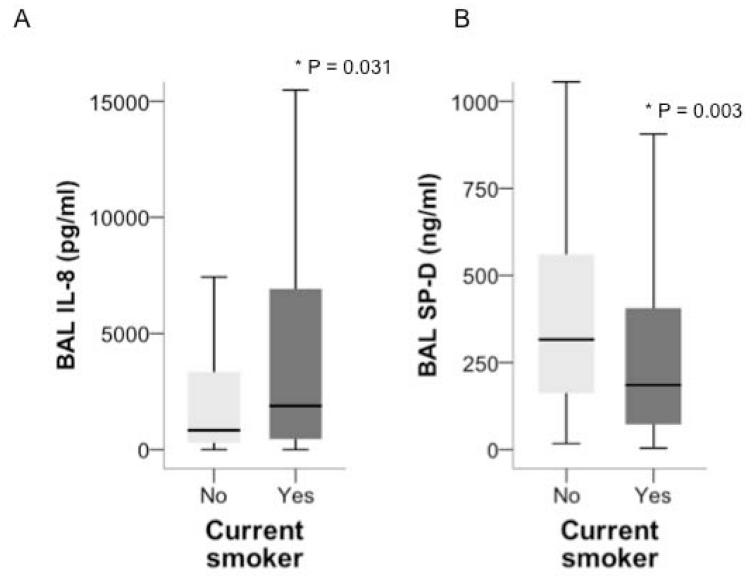 A
* P = 0.031
15000
10000
5000
0
BAL IL-8 (pg/ml)
No Yes
Current
smoker
B
* P = 0.003
1000
750
500
250
0
BAL SP-D (ng/ml)
No Yes
Current
smoker